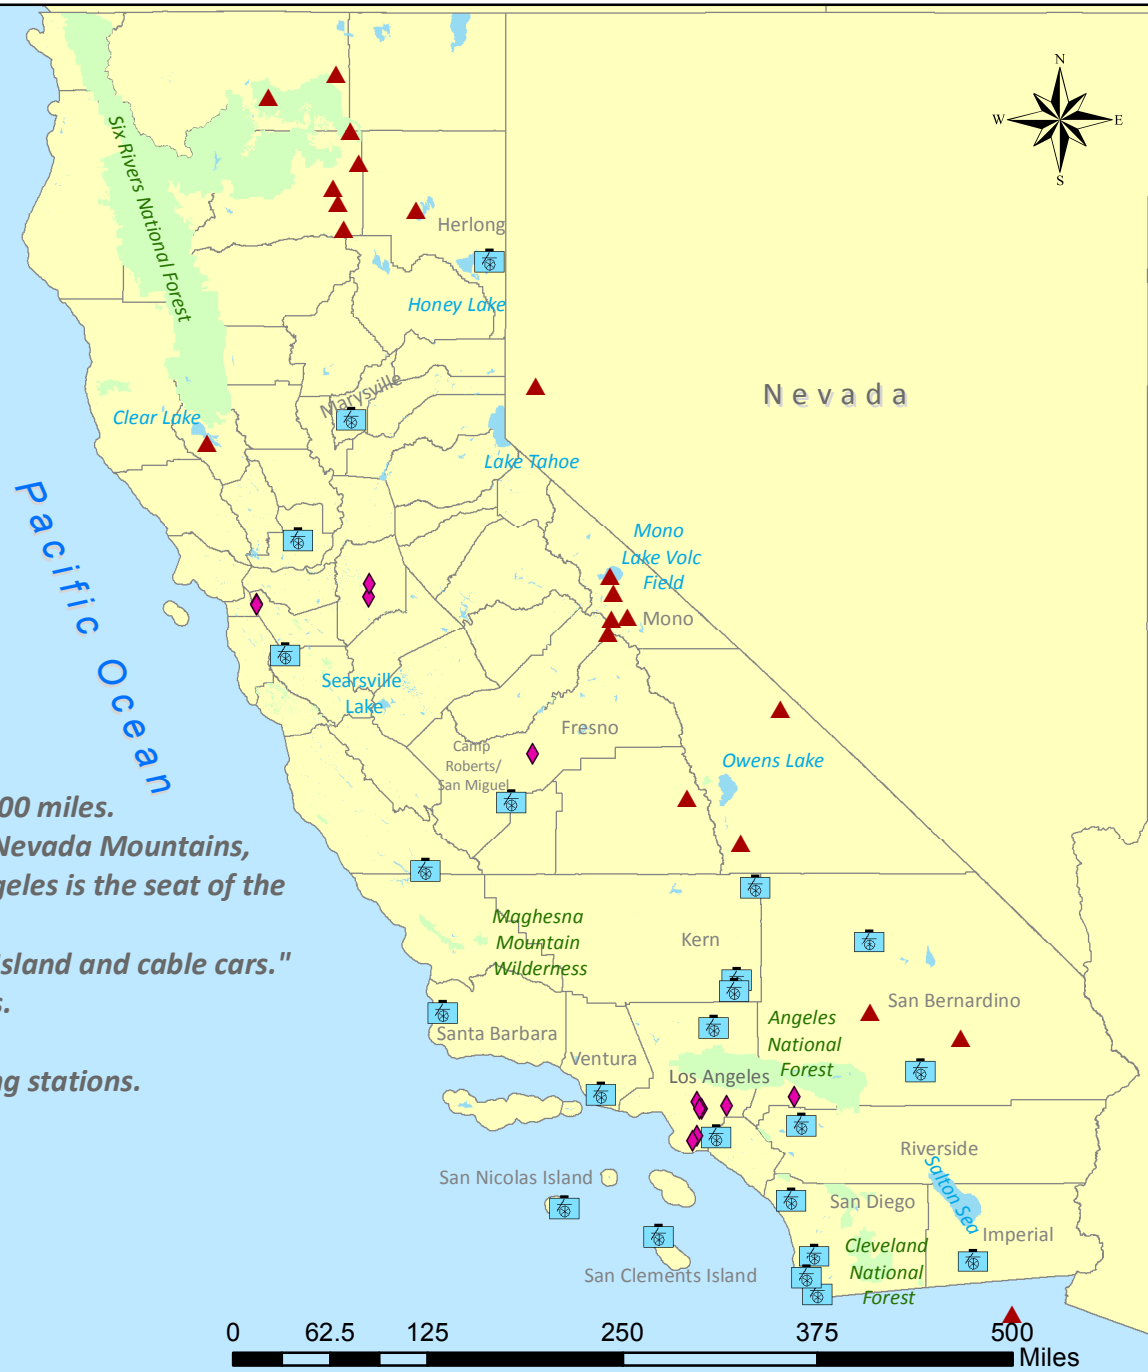 N
W E
S
Six Rivers National Forest
Herlong
Honey Lake
Marysville
Nevada
Clear Lake
Lake Tahoe
Pacific Ocean
Mono
Lake Volc
Field
Mono
Searsville
Lake
Fresno
Camp
Roberts/
San Miguel
Owens Lake
00 miles.
Nevada Mountains,
geles is the seat of the
Island and cable cars."
s.
ng stations.
Maghesna
Mountain
Wilderness
Kern
San Bernardino
Santa Barbara
Angeles
National
Forest
Ventura
Los Angeles
Riverside
San Nicolas Island
Salton Sea
San Diego
Imperial
Cleveland
National
Forest
San Clements Island
0 62.5 125 250 375 500
Miles